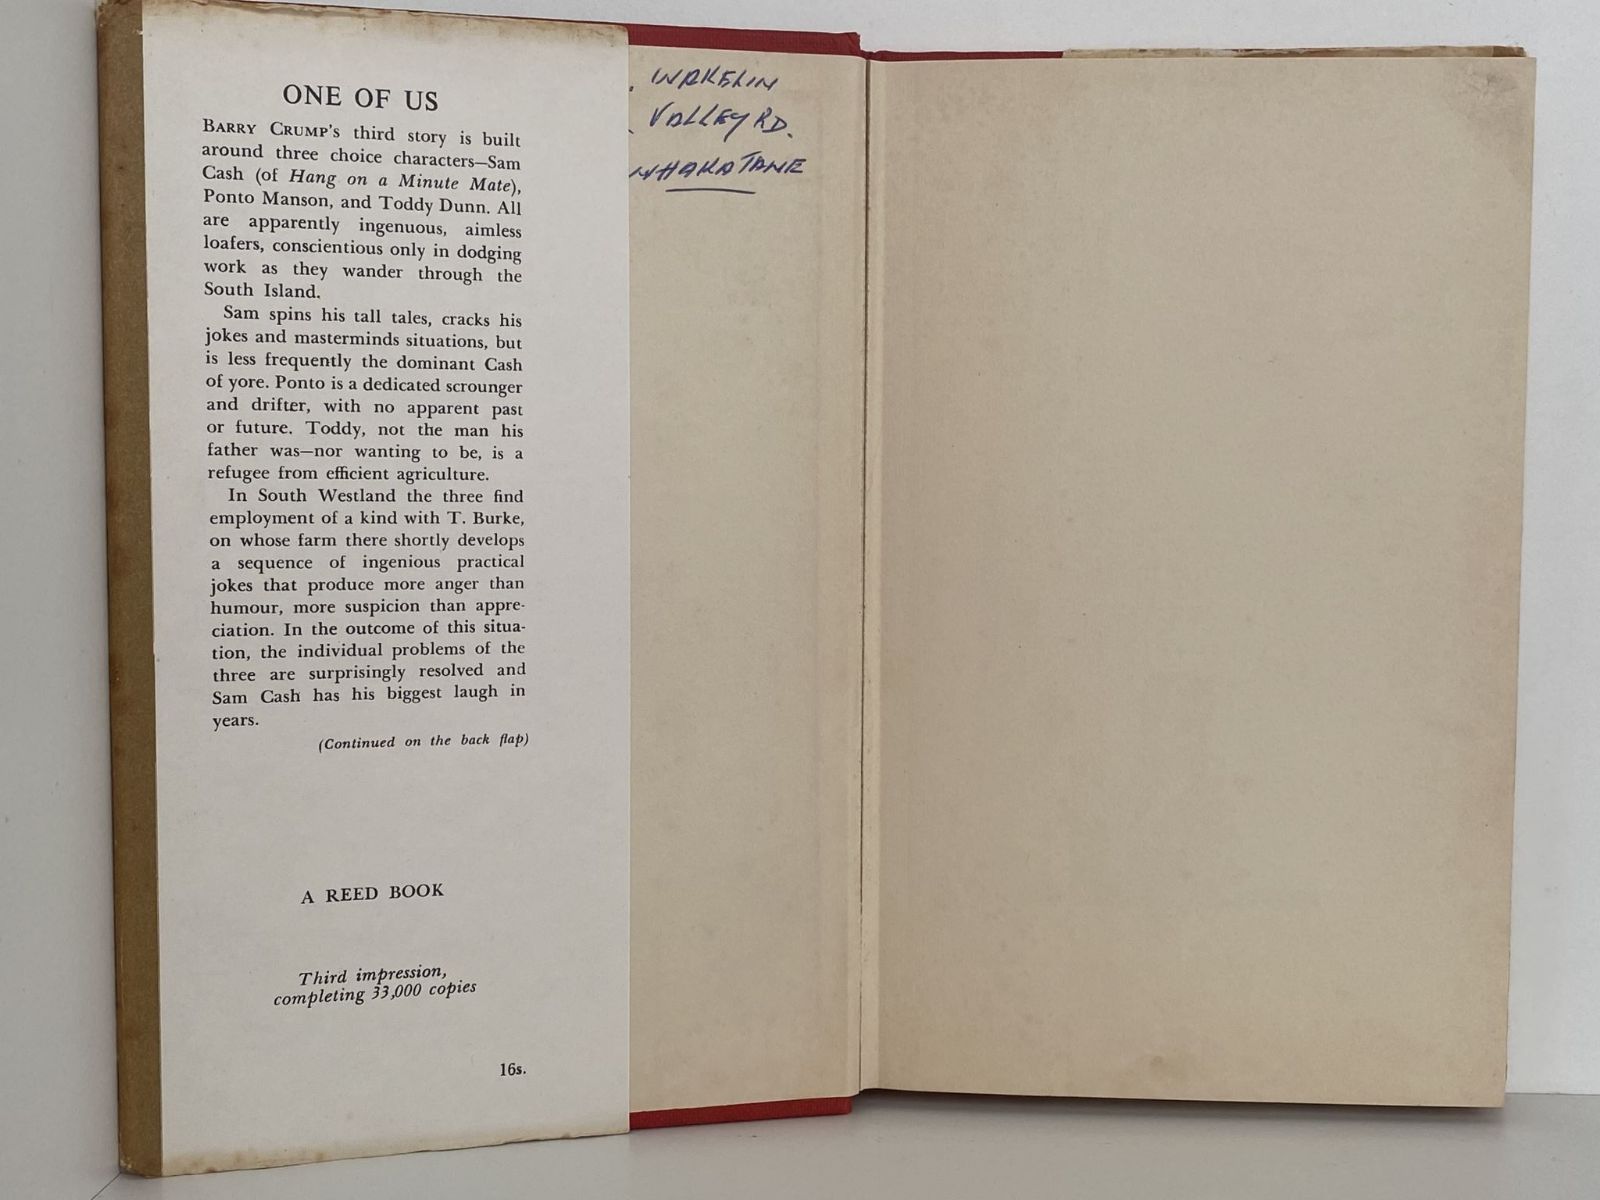 ONE OF US
BARRY CRUMP'S third story is built
around three choice characters—Sam
Cash (of Hang on a Minute Mate),
Ponto Manson, and Toddy Dunn. All
are apparently ingenuous, aimless
loafers, conscientious only in dodging
work as they wander through the
South Island.
Sam spins his tall tales, cracks his
jokes and masterminds situations, but
is less frequently the dominant Cash
of yore. Ponto is a dedicated scrounger
and drifter, with no apparent past
or future. Toddy, not the man his
father was—nor wanting to be, is a
refugee from efficient agriculture.
In South Westland the three find
employment of a kind with T. Burke,
on whose farm there shortly develops
a sequence of ingenious practical
jokes that produce more anger than
humour, more suspicion than appre-
ciation. In the outcome of this situa-
tion, the individual problems of the
three are surprisingly resolved and
Sam Cash has his biggest laugh in
years.
(Continued on the back flap)
A REED BOOK
Third impression,
completing 33,000 copies
16s.
WAKELIN
VALLEY RD.
WHAKATANE